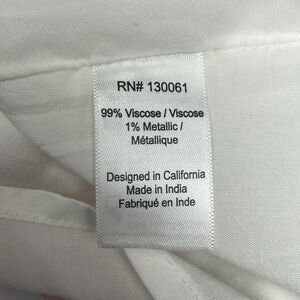 RN# 130061
99% Viscose / Viscose
1% Metallic /
Métallique
Designed in California
Made in India
Fabriqué en Inde